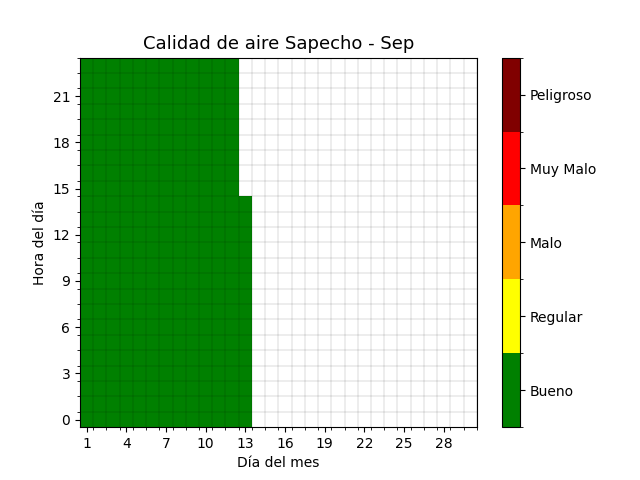 Calidad de aire Sapecho - Sep
Hora del día
21
18
15
12
9
6
3
0
1 4 7 10 13 16 19 22 25 28
Día del mes
Peligroso
Muy Malo
Malo
Regular
Bueno